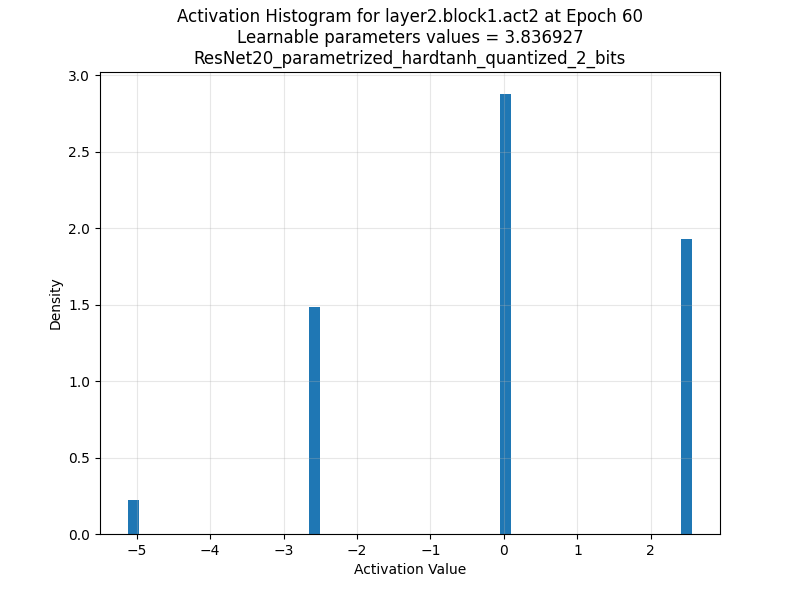 Activation Histogram for layer2.block1.act2 at Epoch 60
Learnable parameters values = 3.836927
ResNet20_parametrized_hardtanh_quantized_2_bits
3.0
2.5
2.0
1.5
1.0
0.5
0.0
Density
−5 −4 −3 −2 −1 0 1 2
Activation Value